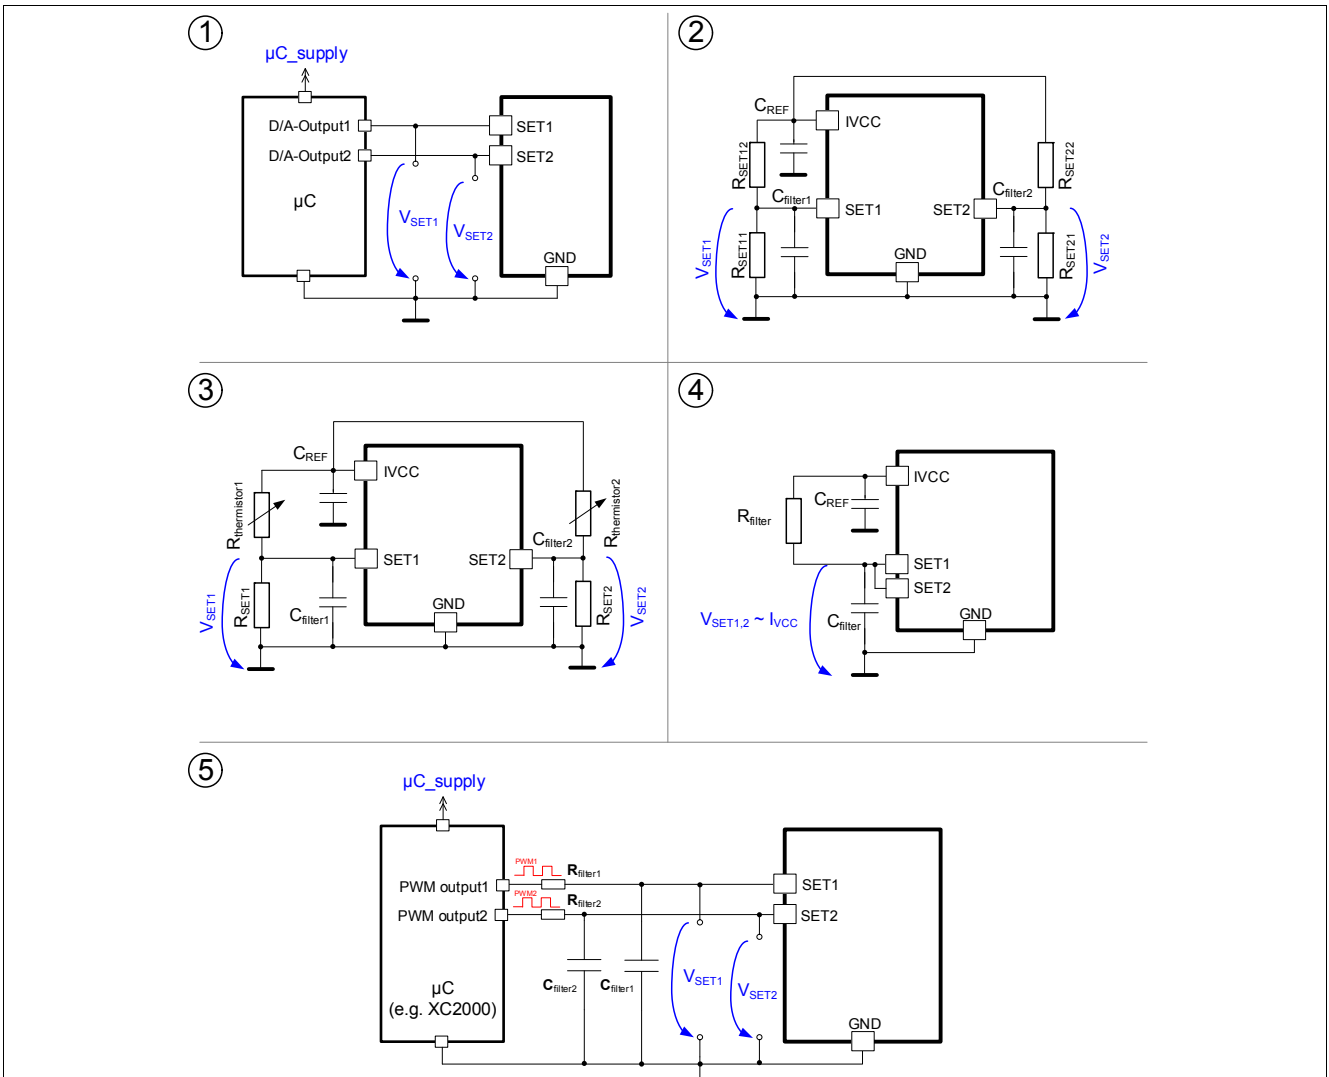 1
µC_supply
D/A-Output1
D/A-Output2
µC
SET1
SET2
VSET1
VSET2
GND
2
CREF
IVCC
RSET12
RSET22
Cfilter1
Cfilter2
SET1
SET2
VSET1
RSET11
RSET21
VSET2
GND
3
CREF
IVCC
Rthermistor1
Rthermistor2
SET1
SET2
Cfilter2
VSET1
RSET1
Cfilter1
GND
RSET2
VSET2
4
IVCC
CREF
Rfilter
SET1
SET2
VSET1,2 ~ IVCC
Cfilter
GND
5
µC_supply
PWM output1
PWM output2
PWM1
Rfilter1
PWM2
Rfilter2
SET1
SET2
µC
(e.g. XC2000)
Cfilter2
Cfilter1
VSET1
VSET2
GND